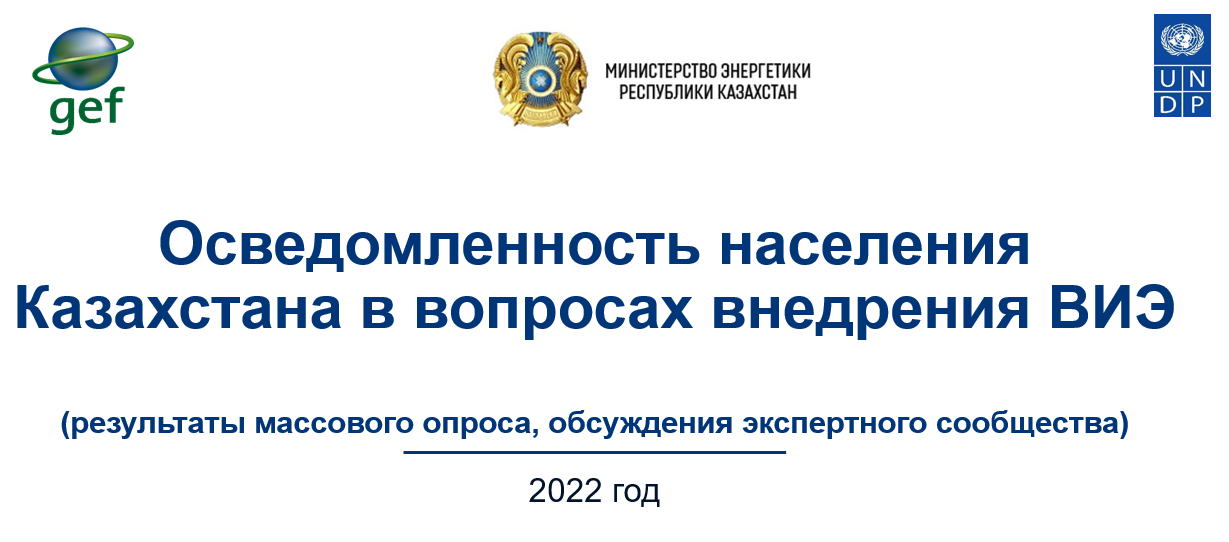 gef
МИНИСТЕРСТВО ЭНЕРГЕТИКИ
РЕСПУБЛИКИ КАЗАХСТАН
U N
D P
Осведомленность населения
Казахстана в вопросах внедрения ВИЭ
(результаты массового опроса, обсуждения экспертного сообщества)
2022 год